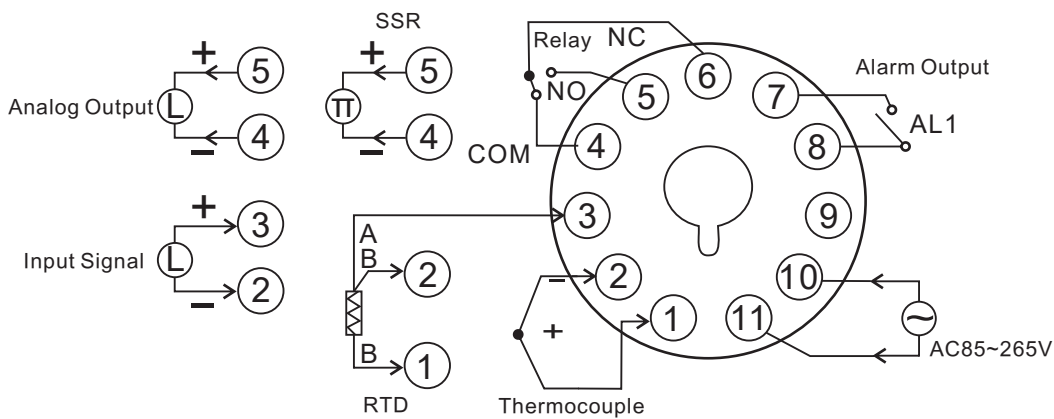 SSR
+ 5
+ 5
Analog Output L
π
− 4
− 4
Relay NC
NO
COM
6
5
4
3
2
1
7
8
9
10
11
Alarm Output
AL1
+ 3
Input Signal L
− 2
A
B 2
B 1
RTD
−
+
Thermocouple
~
AC85~265V